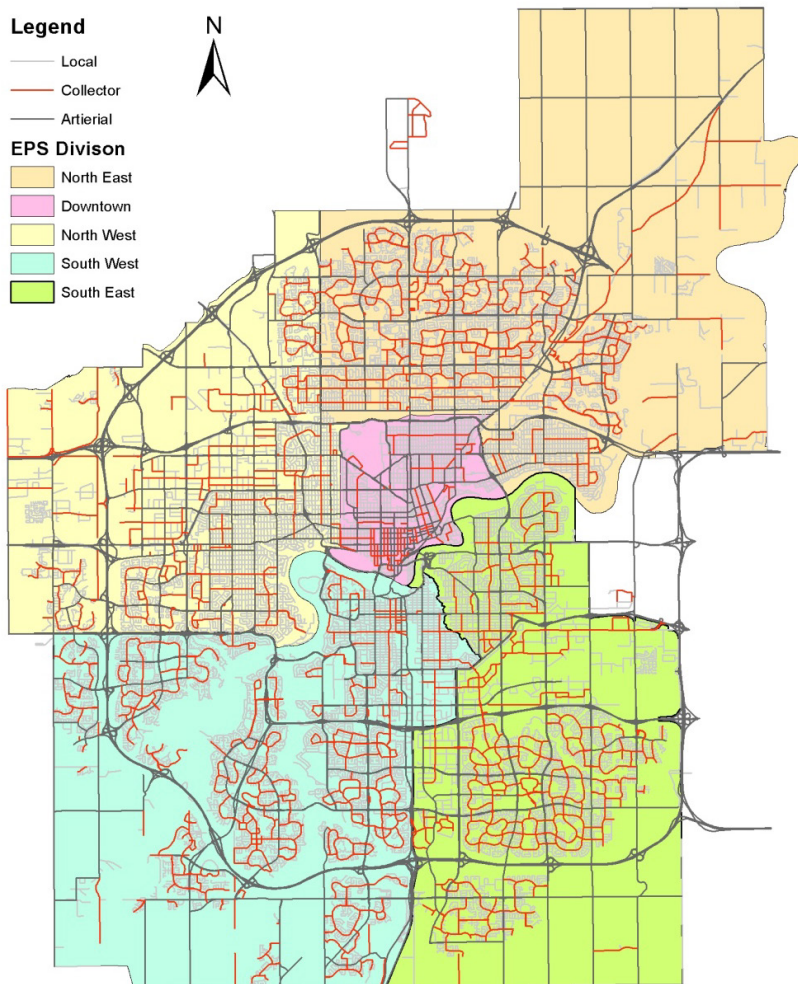 Legend
Local
Collector
Artierial
EPS Divison
North East
Downtown
North West
South West
South East
N